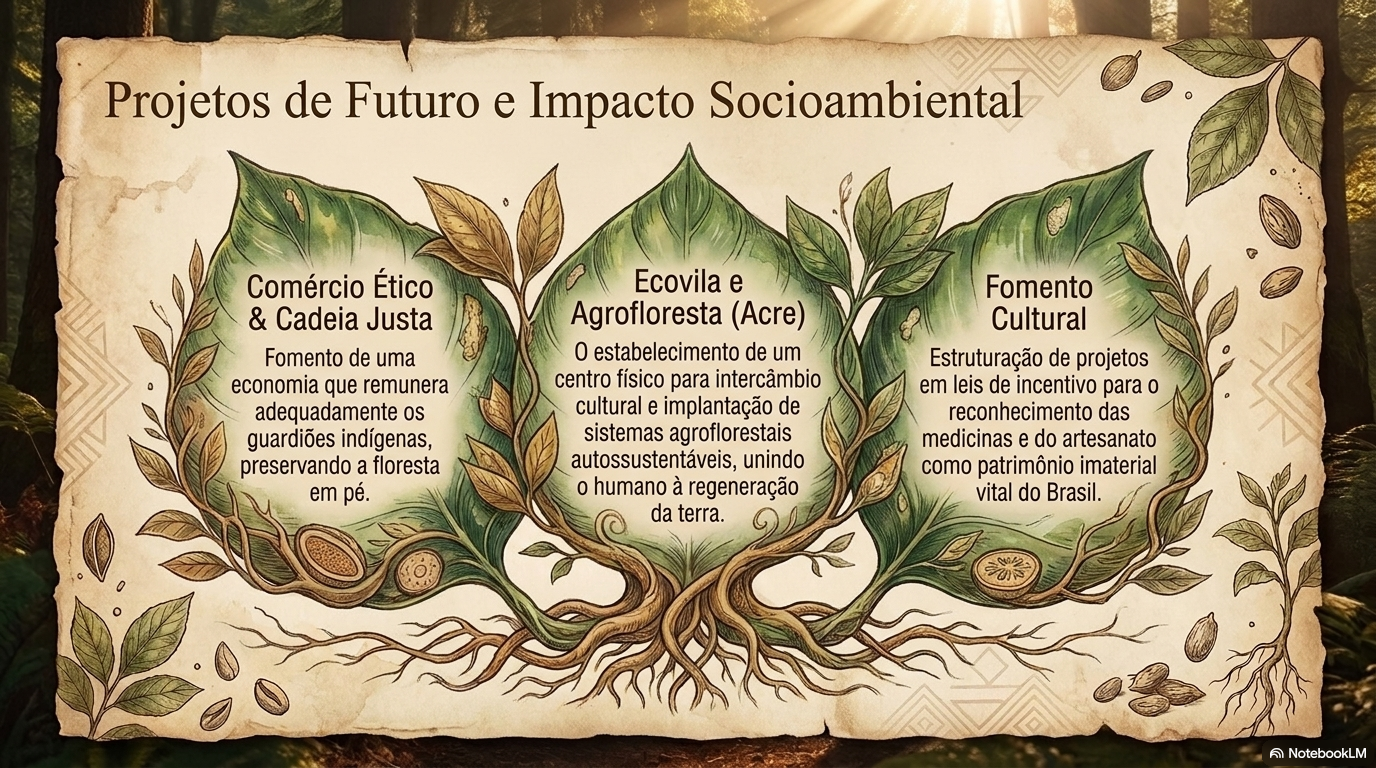 Projetos de Futuro e Impacto Socioambiental
Comércio Ético
& Cadeia Justa
Fomento de uma
economia que remunera
adequadamente os
guardiões indígenas,
preservando a floresta
em pé.
Ecovila e
Agrofloresta (Acre)
O estabelecimento de um
centro físico para intercâmbio
cultural e implantação de
sistemas agroflorestais
autossustentáveis, unindo
o humano à regeneração
da terra.
Fomento
Cultural
Estruturação de projetos
em leis de incentivo para o
reconhecimento das
medicinas e do artesanato
como patrimônio imaterial
vital do Brasil.
NotebookLM